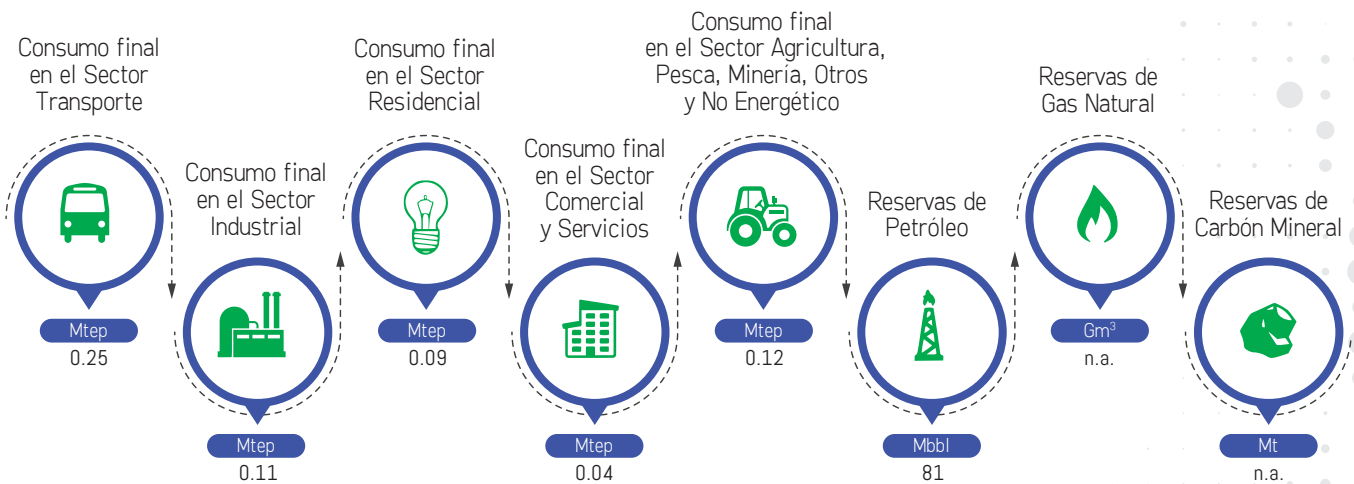 Consumo final
en el Sector
Transporte
Mtep
0.25
Consumo final
en el Sector
Industrial
Mtep
0.11
Consumo final
en el Sector
Residencial
Mtep
0.09
Consumo final
en el Sector
Comercial
y Servicios
Mtep
0.04
Consumo final
en el Sector Agricultura,
Pesca, Minería, Otros
y No Energético
Mtep
0.12
Reservas de
Petróleo
Mbbl
81
Reservas de
Gas Natural
Gm³
n.a.
Reservas de
Carbón Mineral
Mt
n.a.